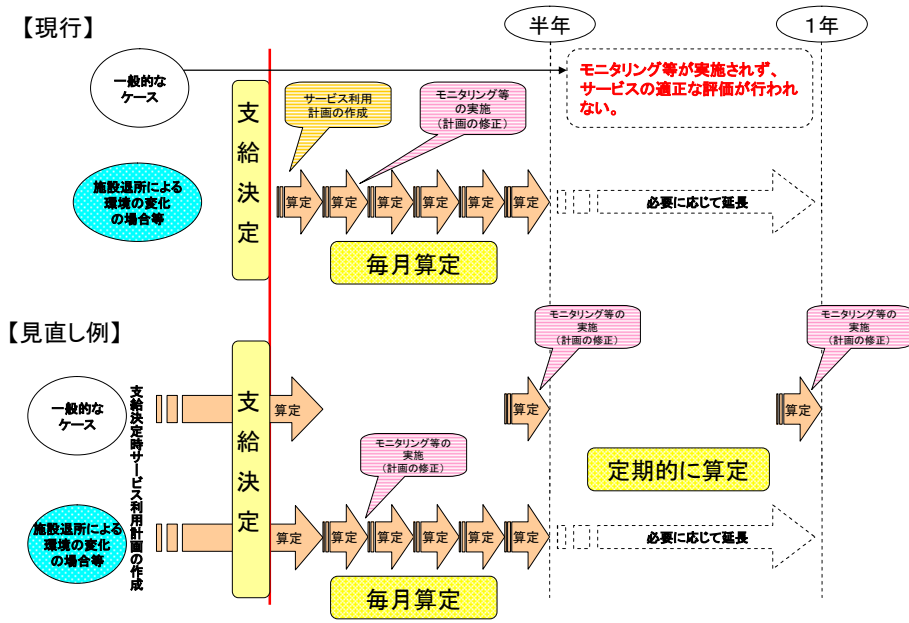 【現行】
半年
1年
一般的な
ケース
モニタリング等が実施されず、
サービスの適正な評価が行われ
ない。
支給決定
サービス利用
計画の作成
モニタリング等
の実施
(計画の修正)
施設退所による
環境の変化
の場合等
算定
算定
算定
算定
算定
算定
必要に応じて延長
毎月算定
【見直し例】
モニタリング等の
実施
(計画の修正)
モニタリング等の
実施
(計画の修正)
一般的な
ケース
支給決定時サービス利用計画の作成
支給決定
算定
算定
算定
モニタリング等の
実施
(計画の修正)
定期的に算定
施設退所による
環境の変化
の場合等
算定
算定
算定
算定
算定
算定
必要に応じて延長
毎月算定